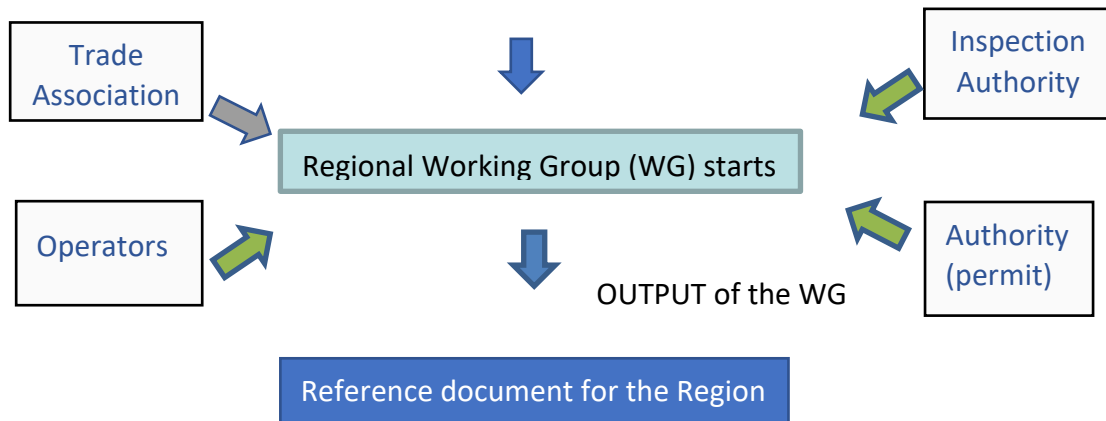 Trade
Association
Inspection
Authority
Regional Working Group (WG) starts
Operators
Authority
(permit)
OUTPUT of the WG
Reference document for the Region